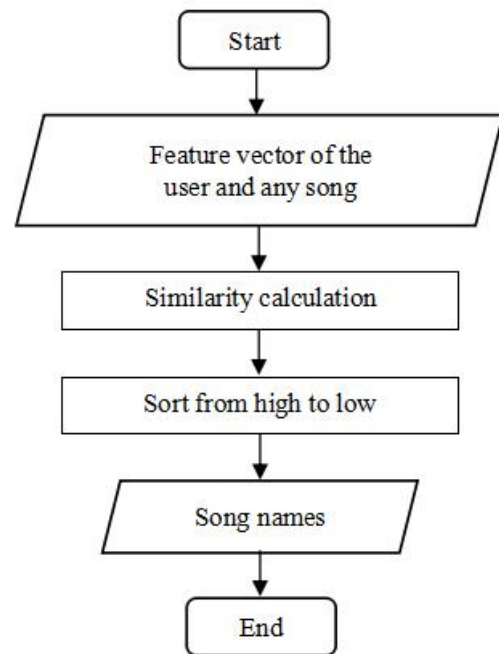 Start
Feature vector of the
user and any song
Similarity calculation
Sort from high to low
Song names
End